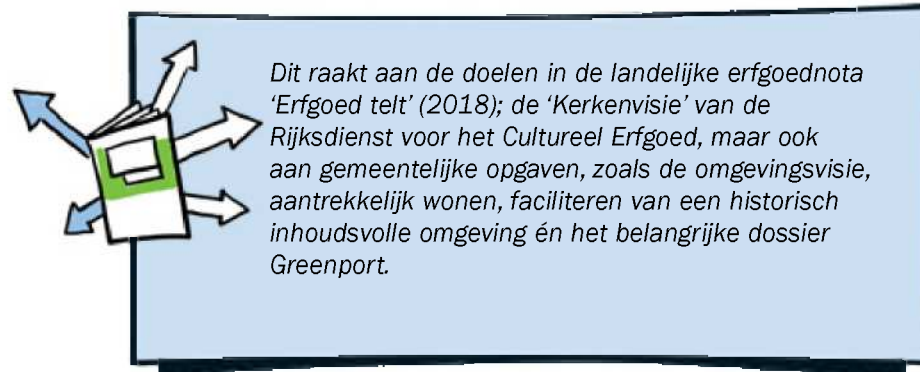 Dit raakt aan de doelen in de landelijke erfgoednota
'Erfgoed telt' (2018); de 'Kerkenvisie' van de
Rijksdienst voor het Cultureel Erfgoed, maar ook
aan gemeentelijke opgaven, zoals de omgevingsvisie,
aantrekkelijk wonen, faciliteren van een historisch
inhoudsvolle omgeving én het belangrijke dossier
Greenport.